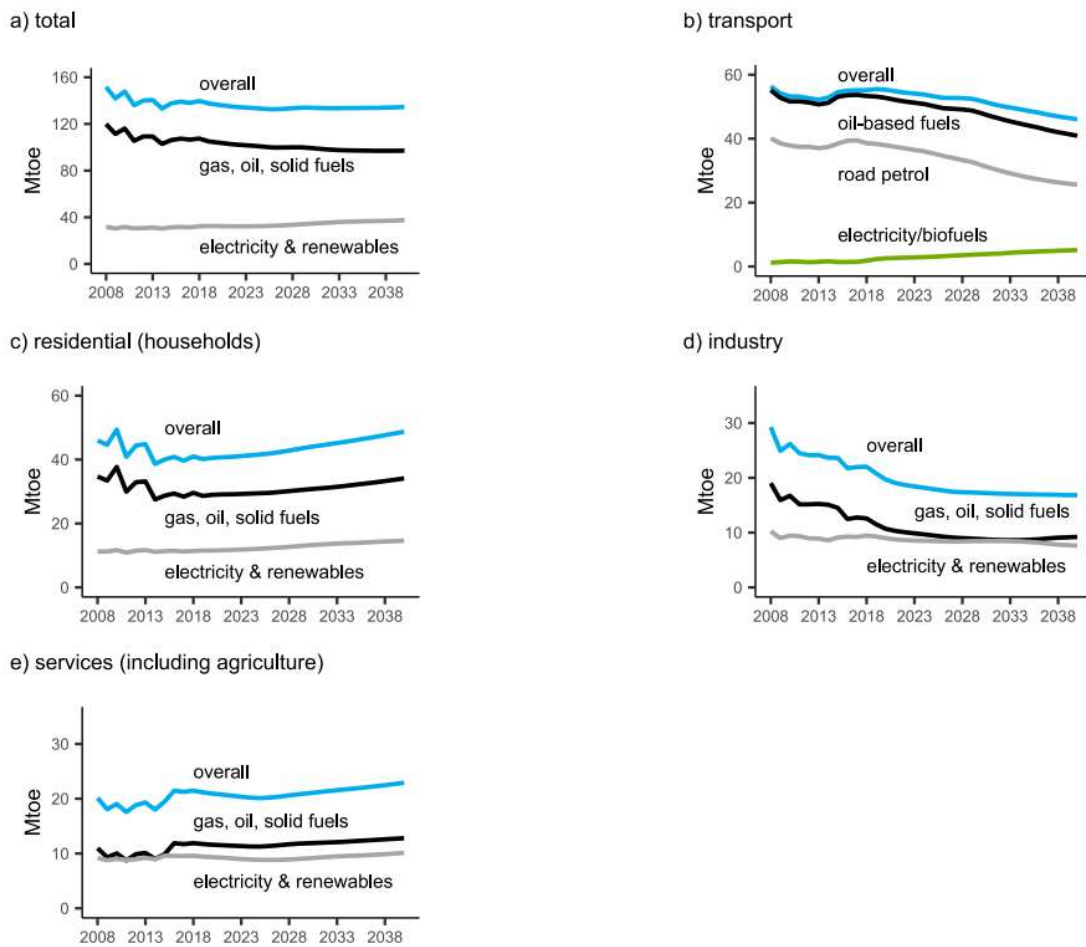 a) total
Mtoe
160
120
80
40
0
overall
gas, oil, solid fuels
electricity & renewables
2008 2013 2018 2023 2028 2033 2038
b) transport
Mtoe
60
40
20
0
overall
oil-based fuels
road petrol
electricity/biofuels
2008 2013 2018 2023 2028 2033 2038
c) residential (households)
Mtoe
60
40
20
0
overall
gas, oil, solid fuels
electricity & renewables
2008 2013 2018 2023 2028 2033 2038
d) industry
Mtoe
30
20
10
0
overall
gas, oil, solid fuels
electricity & renewables
2008 2013 2018 2023 2028 2033 2038
e) services (including agriculture)
Mtoe
30
20
10
0
overall
gas, oil, solid fuels
electricity & renewables
2008 2013 2018 2023 2028 2033 2038